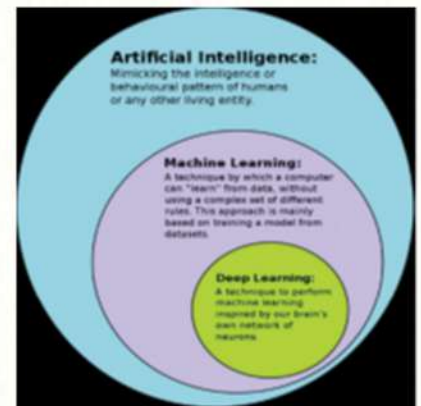 Artificial Intelligence:
Mimicking the intelligence or
behavioural pattern of humans
or any other living entity.
Machine Learning:
A technique by which a computer
can "learn" from data, without
using a complex set of different
rules. This approach is mainly
based on training a model from
datasets.
Deep Learning:
A technique to perform
machine learning
inspired by our brain's
own network of
neurons.